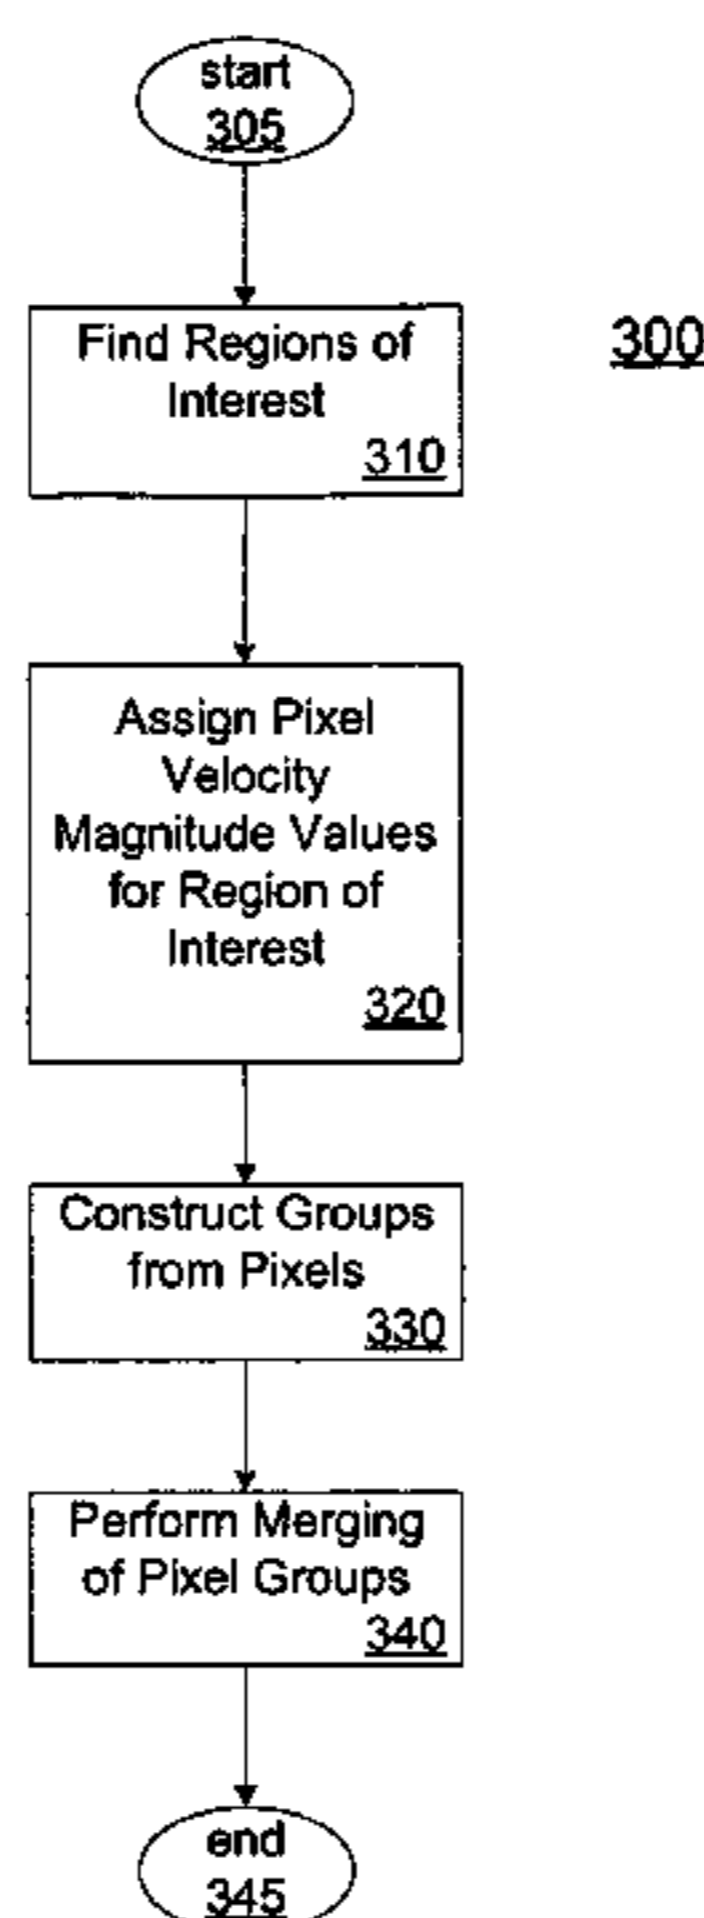 start
305
Find Regions of
Interest
310
300
Assign Pixel
Velocity
Magnitude Values
for Region of
Interest
320
Construct Groups
from Pixels
330
Perform Merging
of Pixel Groups
340
end
345